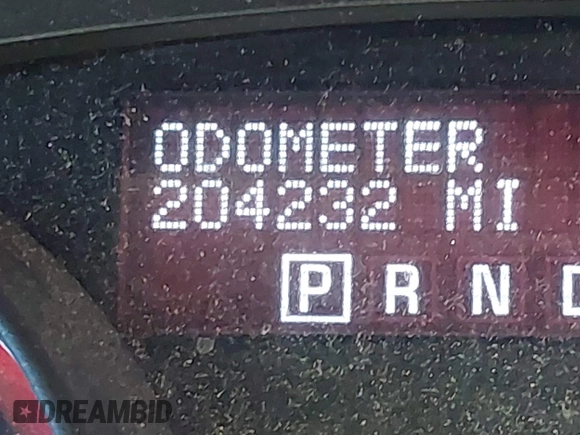 ODOMETER
204232 MI
P R N
DREAMBID